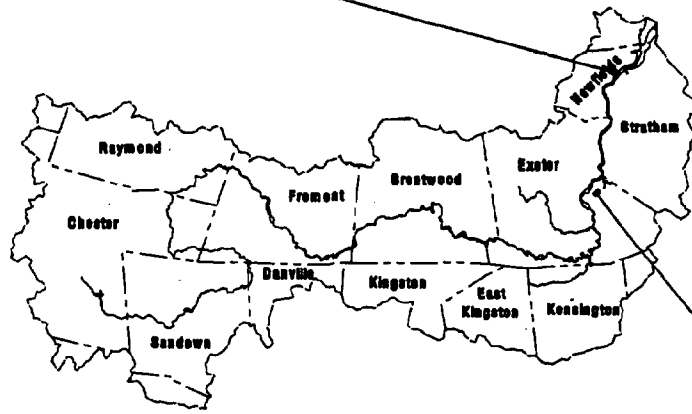 Newfields
Stratham
Raymond
Exeter
Fremont
Brentwood
Chester
Danville
Kingston
East
Kingston
Kensington
Sandown